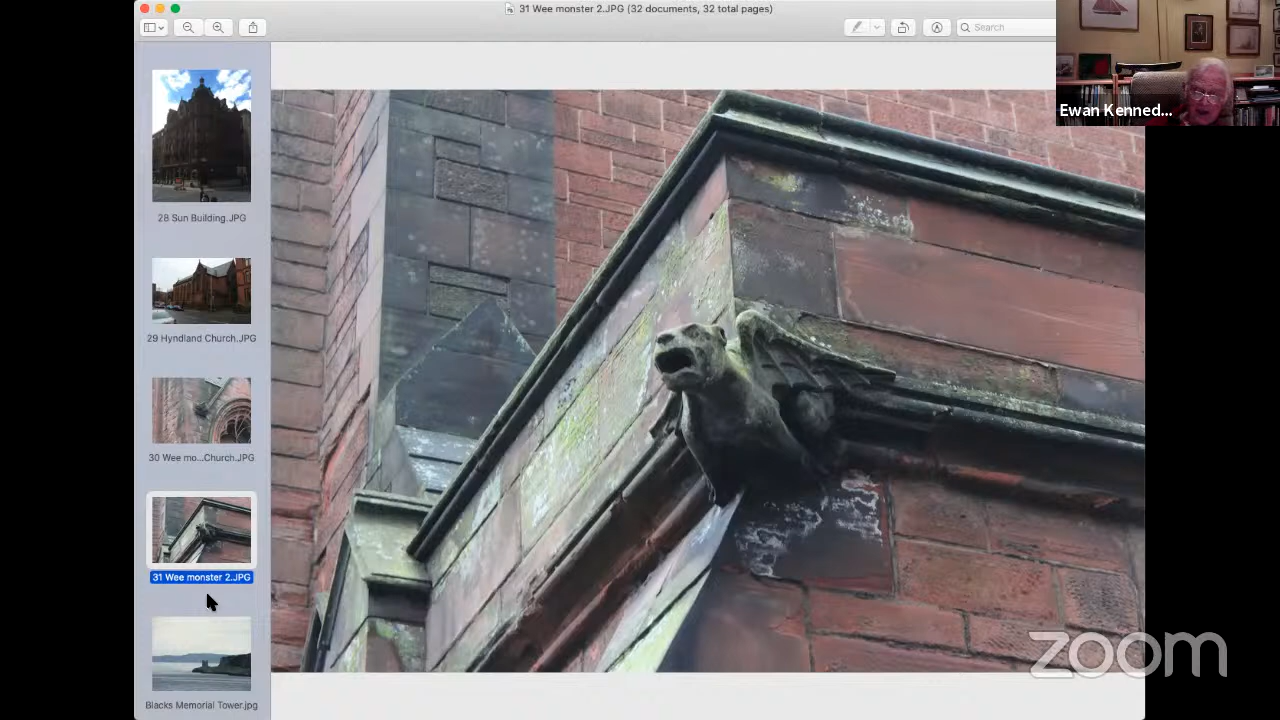 31 Wee monster 2.JPG (32 documents, 32 total pages)
Search
Ewan Kenned...
28 Sun Building.JPG
29 Hyndland Church.JPG
30 Wee mo...Church.JPG
31 Wee monster 2.JPG
Blacks Memorial Tower.jpg
zoom